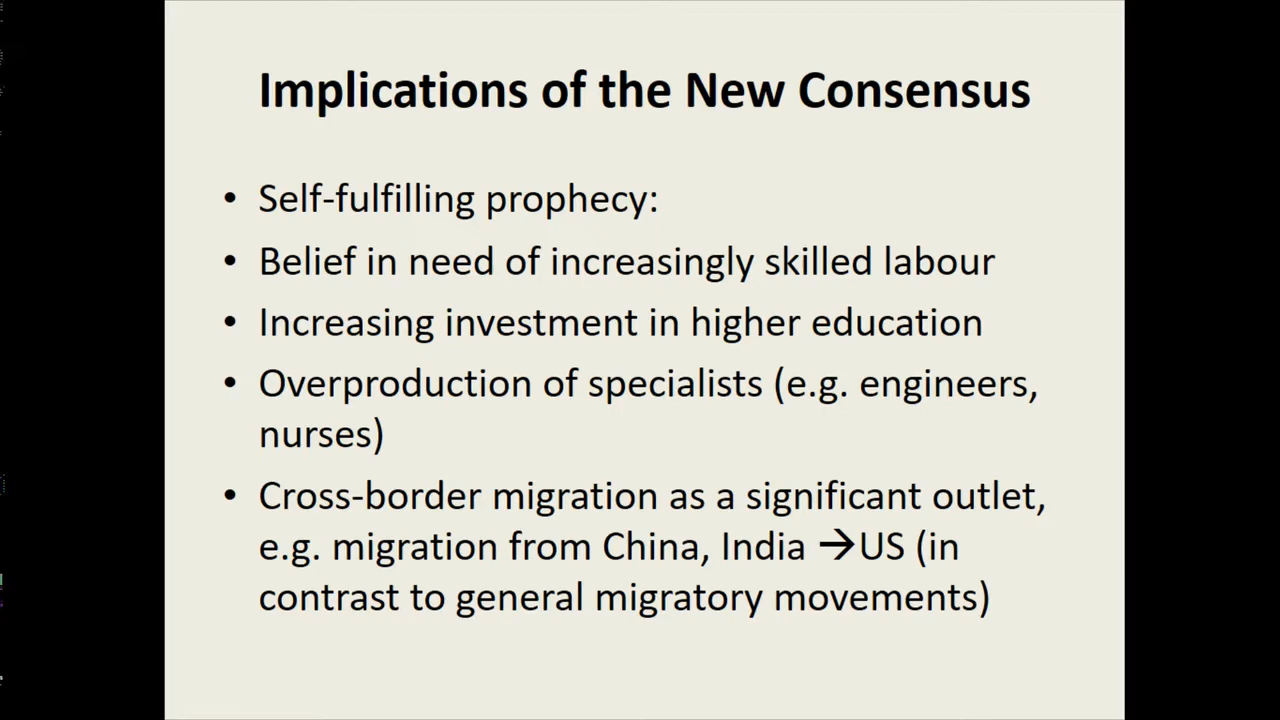 Implications of the New Consensus
• Self-fulfilling prophecy:
• Belief in need of increasingly skilled labour
• Increasing investment in higher education
• Overproduction of specialists (e.g. engineers,
nurses)
• Cross-border migration as a significant outlet,
e.g. migration from China, India →US (in
contrast to general migratory movements)